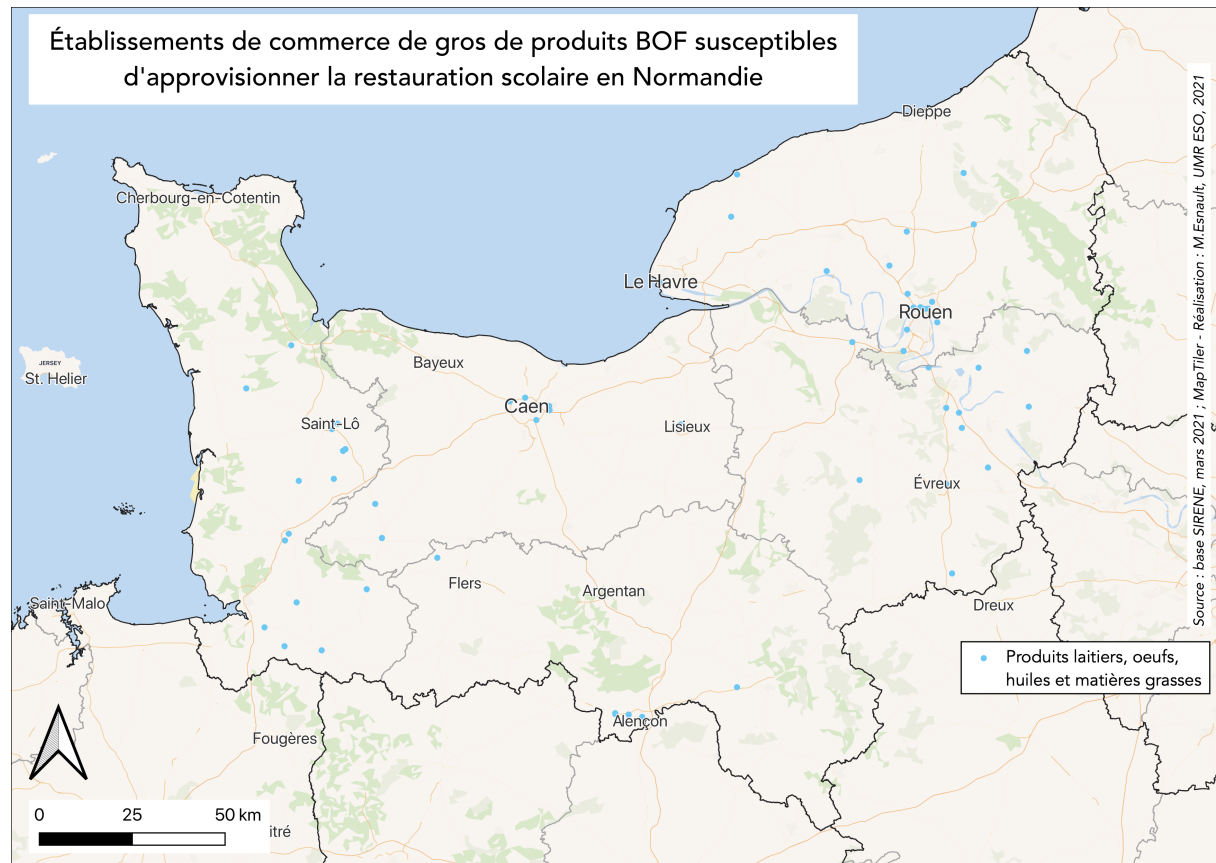 Établissements de commerce de gros de produits BOF susceptibles
d'approvisionner la restauration scolaire en Normandie
Dieppe
Cherbourg-en-Cotentin
Le Havre
Rouen
JERSEY
St. Helier
Bayeux
Caen
Saint-Lô
Lisieux
Évreux
Flers
Argentan
Saint-Malo
Dreux
Alençon
Fougères
itré
Produits laitiers, oeufs,
huiles et matières grasses
0 25 50 km
Source : base SIRENE, mars 2021 ; MapTiler - Réalisation : M.Esnault, UMR ESO, 2021